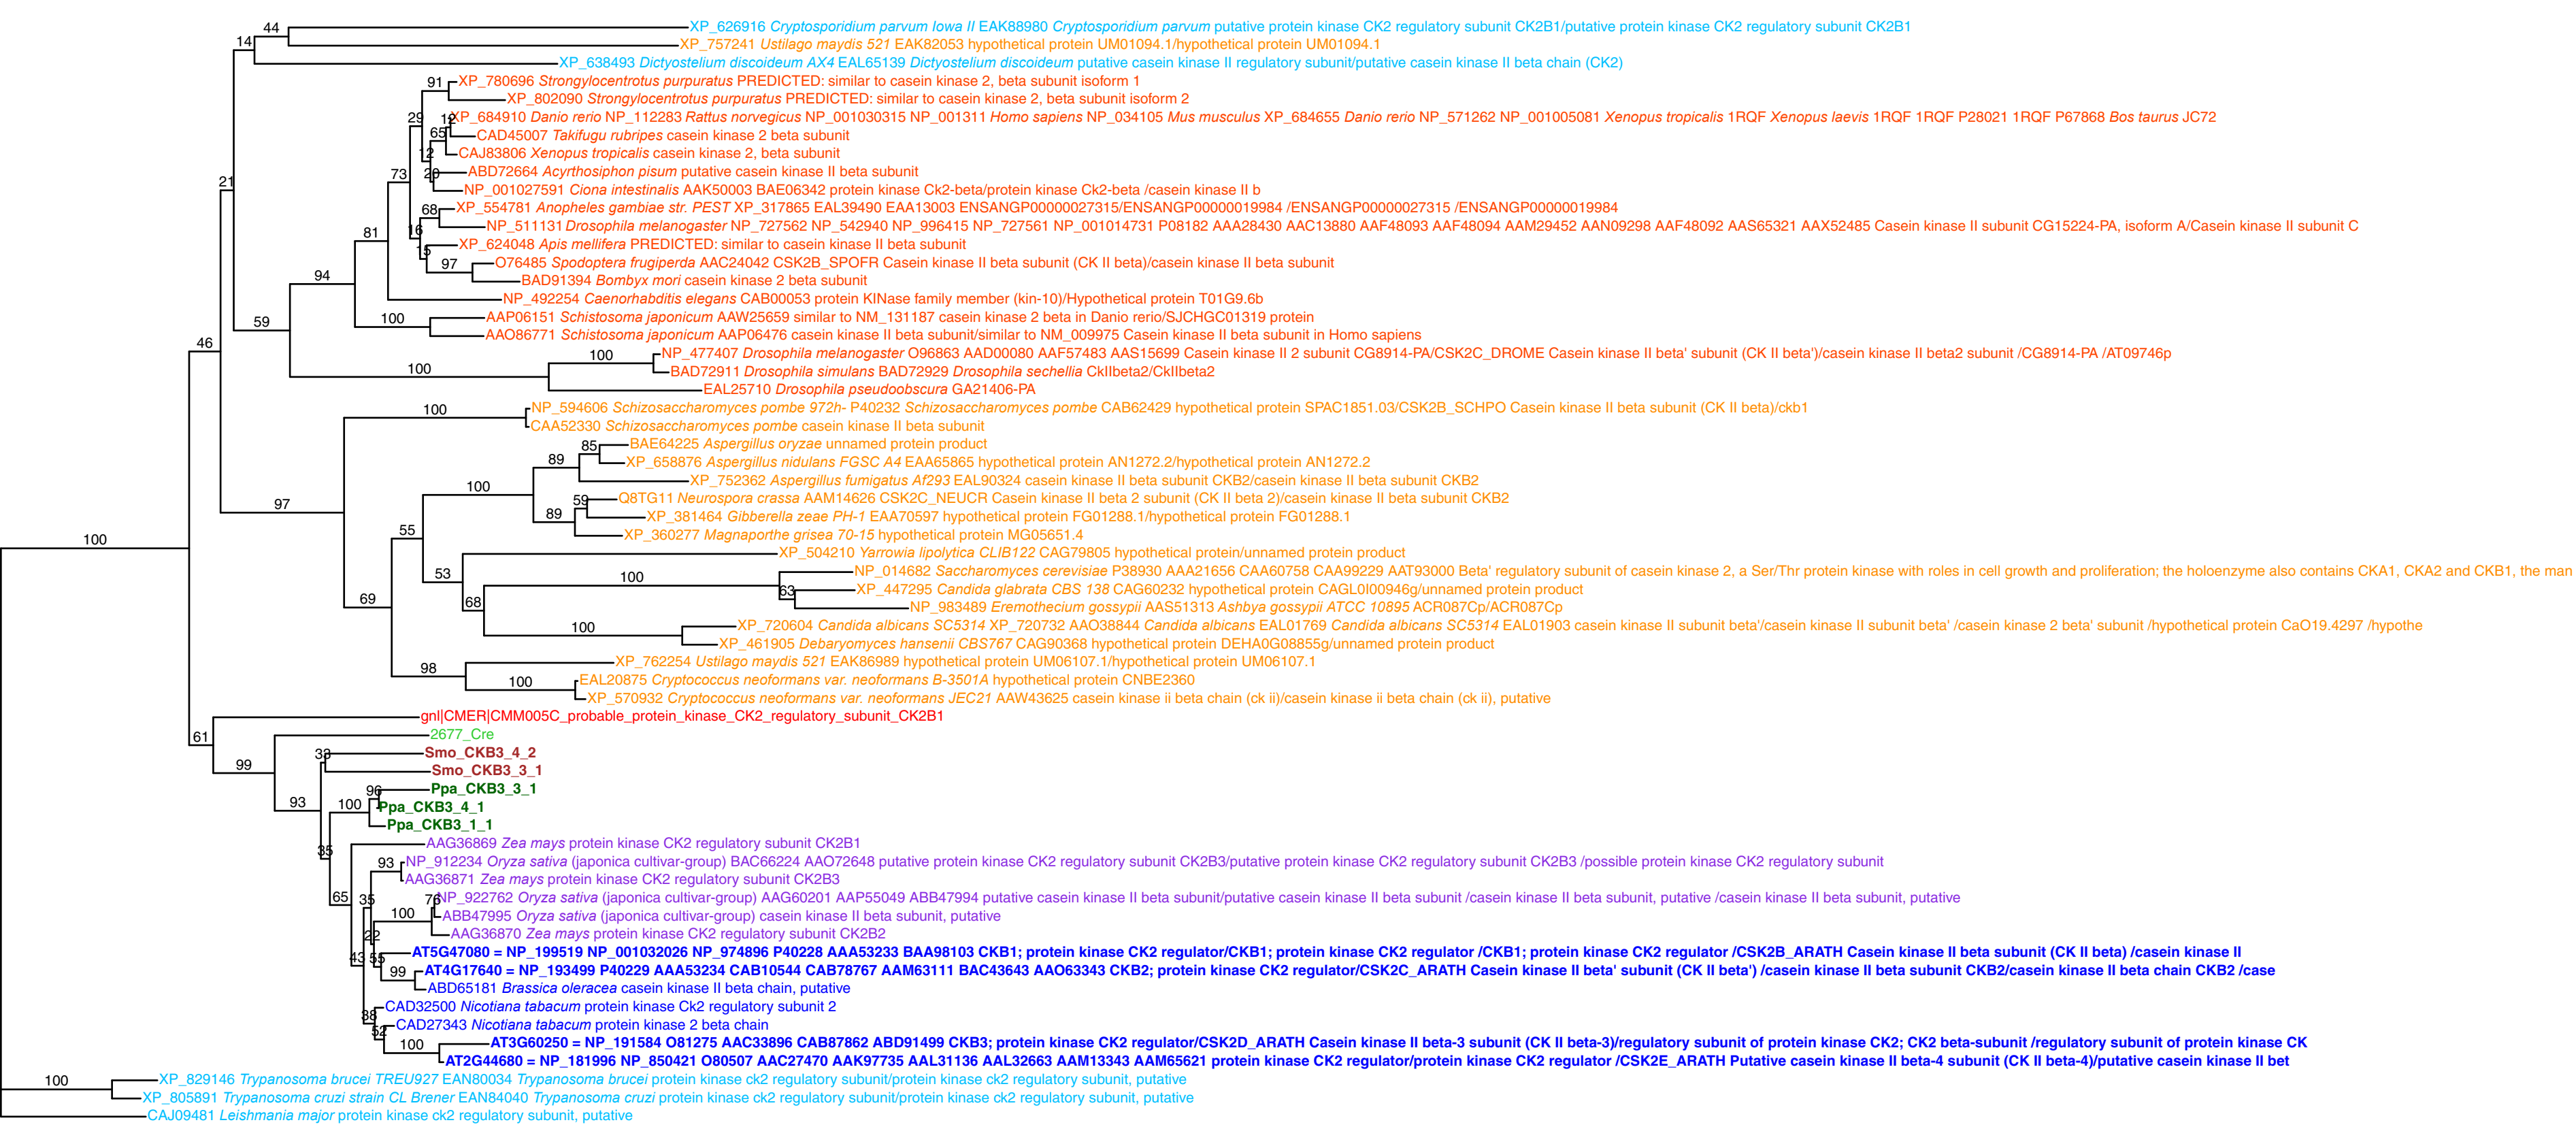 44
XP_626916 Cryptosporidium parvum Iowa II EAK88980 Cryptosporidium parvum putative protein kinase CK2 regulatory subunit CK2B1/putative protein kinase CK2 regulatory subunit CK2B1
14
XP_757241 Ustilago maydis 521 EAK82053 hypothetical protein UM01094.1/hypothetical protein UM01094.1
XP_638493 Dictyostelium discoideum AX4 EAL65139 Dictyostelium discoideum putative casein kinase II regulatory subunit/putative casein kinase II beta chain (CK2)
91 XP_780696 Strongylocentrotus purpuratus PREDICTED: similar to casein kinase 2, beta subunit isoform 1
XP_802090 Strongylocentrotus purpuratus PREDICTED: similar to casein kinase 2, beta subunit isoform 2
29 12 XP_684910 Danio rerio NP_112283 Rattus norvegicus NP_001030315 NP_001311 Homo sapiens NP_034105 Mus musculus XP_684655 Danio rerio NP_571262 NP_001005081 Xenopus tropicalis 1RQF Xenopus laevis 1RQF 1RQF P28021 1RQF P67868 Bos taurus JC72
65 CAD45007 Takifugu rubripes casein kinase 2 beta subunit
12 CAJ83806 Xenopus tropicalis casein kinase 2, beta subunit
73 20 ABD72664 Acyrthosiphon pisum putative casein kinase II beta subunit
21 NP_001027591 Ciona intestinalis AAK50003 BAE06342 protein kinase Ck2-beta/protein kinase Ck2-beta /casein kinase II b
68 XP_554781 Anopheles gambiae str. PEST XP_317865 EAL39490 EAA13003 ENSANGP00000027315/ENSANGP00000019984 /ENSANGP00000027315 /ENSANGP00000019984
81 16 NP_511131 Drosophila melanogaster NP_727562 NP_542940 NP_996415 NP_727561 NP_001014731 P08182 AAA28430 AAC13880 AAF48093 AAF48094 AAM29452 AAN09298 AAF48092 AAS65321 AAX52485 Casein kinase II subunit CG15224-PA, isoform A/Casein kinase II subunit C
15 XP_624048 Apis mellifera PREDICTED: similar to casein kinase II beta subunit
97 O76485 Spodoptera frugiperda AAC24042 CSK2B_SPOFR Casein kinase II beta subunit (CK II beta)/casein kinase II beta subunit
94 BAD91394 Bombyx mori casein kinase 2 beta subunit
NP_492254 Caenorhabditis elegans CAB00053 protein KINase family member (kin-10)/Hypothetical protein T01G9.6b
59 100 AAP06151 Schistosoma japonicum AAW25659 similar to NM_131187 casein kinase 2 beta in Danio rerio/SJCHGC01319 protein
AAO86771 Schistosoma japonicum AAP06476 casein kinase II beta subunit/similar to NM_009975 Casein kinase II beta subunit in Homo sapiens
46 100 NP_477407 Drosophila melanogaster O96863 AAD00080 AAF57483 AAS15699 Casein kinase II 2 subunit CG8914-PA/CSK2C_DROME Casein kinase II beta' subunit (CK II beta')/casein kinase II beta2 subunit /CG8914-PA /AT09746p
100 BAD72911 Drosophila simulans BAD72929 Drosophila sechellia CkIIbeta2/CkIIbeta2
EAL25710 Drosophila pseudoobscura GA21406-PA
100 NP_594606 Schizosaccharomyces pombe 972h- P40232 Schizosaccharomyces pombe CAB62429 hypothetical protein SPAC1851.03/CSK2B_SCHPO Casein kinase II beta subunit (CK II beta)/ckb1
CAA52330 Schizosaccharomyces pombe casein kinase II beta subunit
85 BAE64225 Aspergillus oryzae unnamed protein product
89 XP_658876 Aspergillus nidulans FGSC A4 EAA65865 hypothetical protein AN1272.2/hypothetical protein AN1272.2
100 XP_752362 Aspergillus fumigatus Af293 EAL90324 casein kinase II beta subunit CKB2/casein kinase II beta subunit CKB2
97 59 Q8TG11 Neurospora crassa AAM14626 CSK2C_NEUCR Casein kinase II beta 2 subunit (CK II beta 2)/casein kinase II beta subunit CKB2
89 XP_381464 Gibberella zeae PH-1 EAA70597 hypothetical protein FG01288.1/hypothetical protein FG01288.1
55 XP_360277 Magnaporthe grisea 70-15 hypothetical protein MG05651.4
100 XP_504210 Yarrowia lipolytica CLIB122 CAG79805 hypothetical protein/unnamed protein product
53 100 NP_014682 Saccharomyces cerevisiae P38930 AAA21656 CAA60758 CAA99229 AAT93000 Beta' regulatory subunit of casein kinase 2, a Ser/Thr protein kinase with roles in cell growth and proliferation; the holoenzyme also contains CKA1, CKA2 and CKB1, the man
63 XP_447295 Candida glabrata CBS 138 CAG60232 hypothetical protein CAGL0I00946g/unnamed protein product
69 68 NP_983489 Eremothecium gossypii AAS51313 Ashbya gossypii ATCC 10895 ACR087Cp/ACR087Cp
100 XP_720604 Candida albicans SC5314 XP_720732 AAO38844 Candida albicans EAL01769 Candida albicans SC5314 EAL01903 casein kinase II subunit beta'/casein kinase II subunit beta' /casein kinase 2 beta' subunit /hypothetical protein CaO19.4297 /hypothe
XP_461905 Debaryomyces hansenii CBS767 CAG90368 hypothetical protein DEHA0G08855g/unnamed protein product
98 XP_762254 Ustilago maydis 521 EAK86989 hypothetical protein UM06107.1/hypothetical protein UM06107.1
100 EAL20875 Cryptococcus neoformans var. neoformans B-3501A hypothetical protein CNBE2360
XP_570932 Cryptococcus neoformans var. neoformans JEC21 AAW43625 casein kinase ii beta chain (ck ii)/casein kinase ii beta chain (ck ii), putative
gnl|CMER|CMM005C_probable_protein_kinase_CK2_regulatory_subunit_CK2B1
61 2677_Cre
33 Smo_CKB3_4_2
99 Smo_CKB3_3_1
96 Ppa_CKB3_3_1
93 100 Ppa_CKB3_4_1
Ppa_CKB3_1_1
35 AAG36869 Zea mays protein kinase CK2 regulatory subunit CK2B1
93 NP_912234 Oryza sativa (japonica cultivar-group) BAC66224 AAO72648 putative protein kinase CK2 regulatory subunit CK2B3/putative protein kinase CK2 regulatory subunit CK2B3 /possible protein kinase CK2 regulatory subunit
AAG36871 Zea mays protein kinase CK2 regulatory subunit CK2B3
65 35 76 NP_922762 Oryza sativa (japonica cultivar-group) AAG60201 AAP55049 ABB47994 putative casein kinase II beta subunit/putative casein kinase II beta subunit /casein kinase II beta subunit, putative /casein kinase II beta subunit, putative
100 ABB47995 Oryza sativa (japonica cultivar-group) casein kinase II beta subunit, putative
22 AAG36870 Zea mays protein kinase CK2 regulatory subunit CK2B2
43 55 AT5G47080 = NP_199519 NP_001032026 NP_974896 P40228 AAA53233 BAA98103 CKB1; protein kinase CK2 regulator/CKB1; protein kinase CK2 regulator /CKB1; protein kinase CK2 regulator /CSK2B_ARATH Casein kinase II beta subunit (CK II beta) /casein kinase II
99 AT4G17640 = NP_193499 P40229 AAA53234 CAB10544 CAB78767 AAM63111 BAC43643 AAO63343 CKB2; protein kinase CK2 regulator/CSK2C_ARATH Casein kinase II beta' subunit (CK II beta') /casein kinase II beta subunit CKB2/casein kinase II beta chain CKB2 /case
ABD65181 Brassica oleracea casein kinase II beta chain, putative
38 CAD32500 Nicotiana tabacum protein kinase Ck2 regulatory subunit 2
52 CAD27343 Nicotiana tabacum protein kinase 2 beta chain
100 AT3G60250 = NP_191584 O81275 AAC33896 CAB87862 ABD91499 CKB3; protein kinase CK2 regulator/CSK2D_ARATH Casein kinase II beta-3 subunit (CK II beta-3)/regulatory subunit of protein kinase CK2; CK2 beta-subunit /regulatory subunit of protein kinase CK
AT2G44680 = NP_181996 NP_850421 O80507 AAC27470 AAK97735 AAL31136 AAL32663 AAM13343 AAM65621 protein kinase CK2 regulator/protein kinase CK2 regulator /CSK2E_ARATH Putative casein kinase II beta-4 subunit (CK II beta-4)/putative casein kinase II bet
100 XP_829146 Trypanosoma brucei TREU927 EAN80034 Trypanosoma brucei protein kinase ck2 regulatory subunit/protein kinase ck2 regulatory subunit, putative
XP_805891 Trypanosoma cruzi strain CL Brener EAN84040 Trypanosoma cruzi protein kinase ck2 regulatory subunit/protein kinase ck2 regulatory subunit, putative
CAJ09481 Leishmania major protein kinase ck2 regulatory subunit, putative